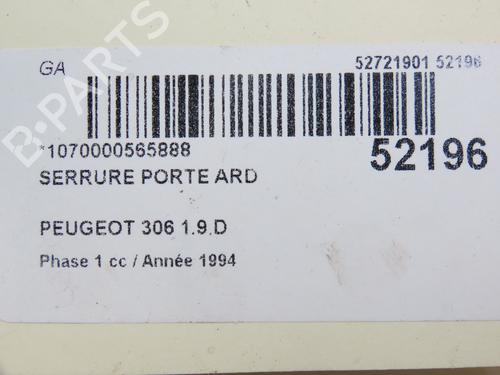 GA
52721901 52196
*1070000565888
52196
SERRURE PORTE ARD
PEUGEOT 306 1.9.D
Phase 1 cc / Année 1994
B-PARTS